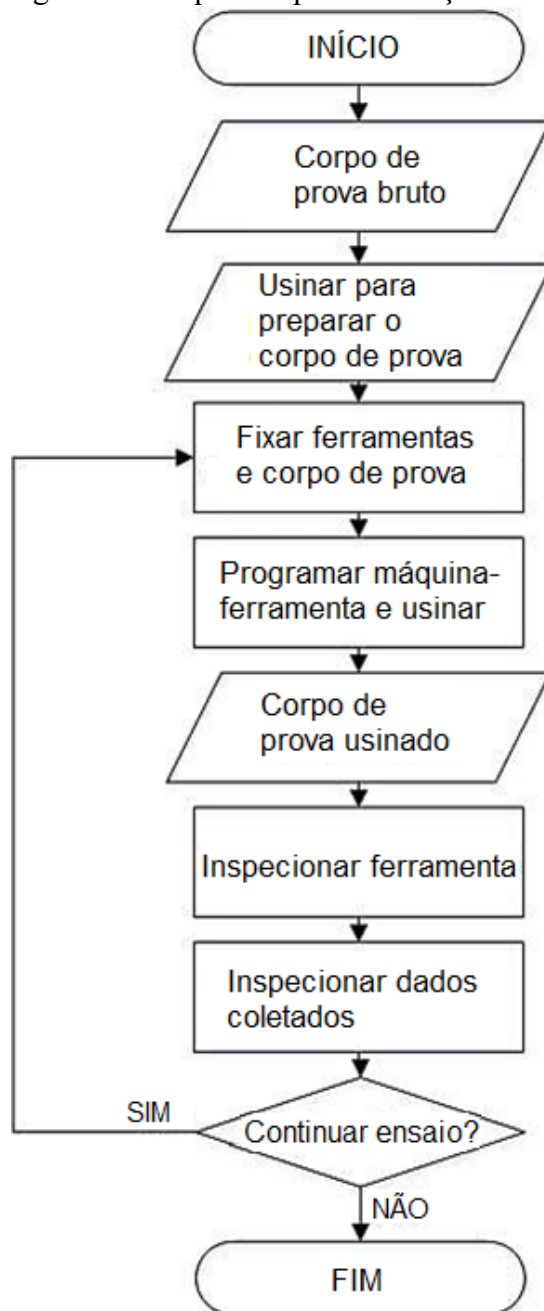 INÍCIO
Corpo de
prova bruto
Usinar para
preparar o
corpo de prova
Fixar ferramentas
e corpo de prova
Programar máquina-
ferramenta e usinar
Corpo de
prova usinado
Inspecionar ferramenta
Inspecionar dados
coletados
SIM
Continuar ensaio?
NÃO
FIM